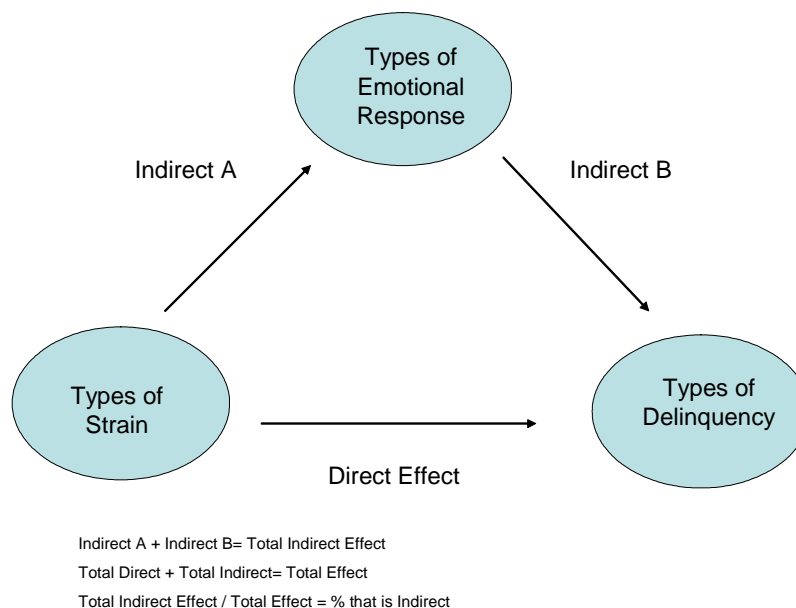 Types of
Emotional
Response
Indirect A
Indirect B
Types of
Strain
Types of
Delinquency
Direct Effect
Indirect A + Indirect B= Total Indirect Effect
Total Direct + Total Indirect= Total Effect
Total Indirect Effect / Total Effect = % that is Indirect